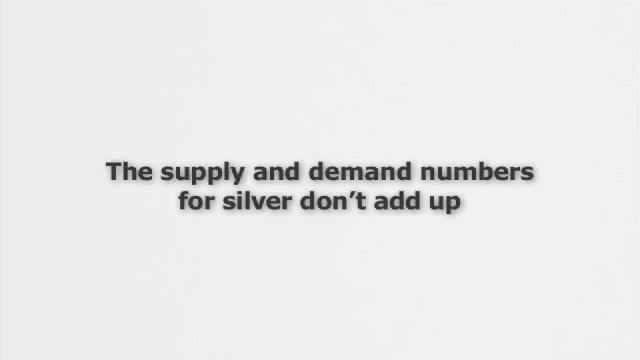 The supply and demand numbers
for silver don’t add up